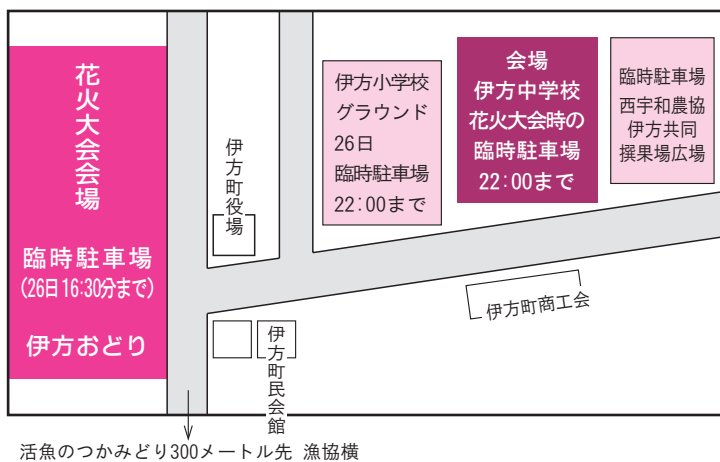 花火大会会場
臨時駐車場
(26日16:30分まで)
伊方おどり
伊方町役場
伊方小学校
グラウンド
26日
臨時駐車場
22:00まで
会場
伊方中学校
花火大会時の
臨時駐車場
22:00まで
臨時駐車場
西宇和農協
伊方共同
撰果場広場
伊方町商工会
伊方町民会館
活魚のつかみどり300メートル先 漁協横